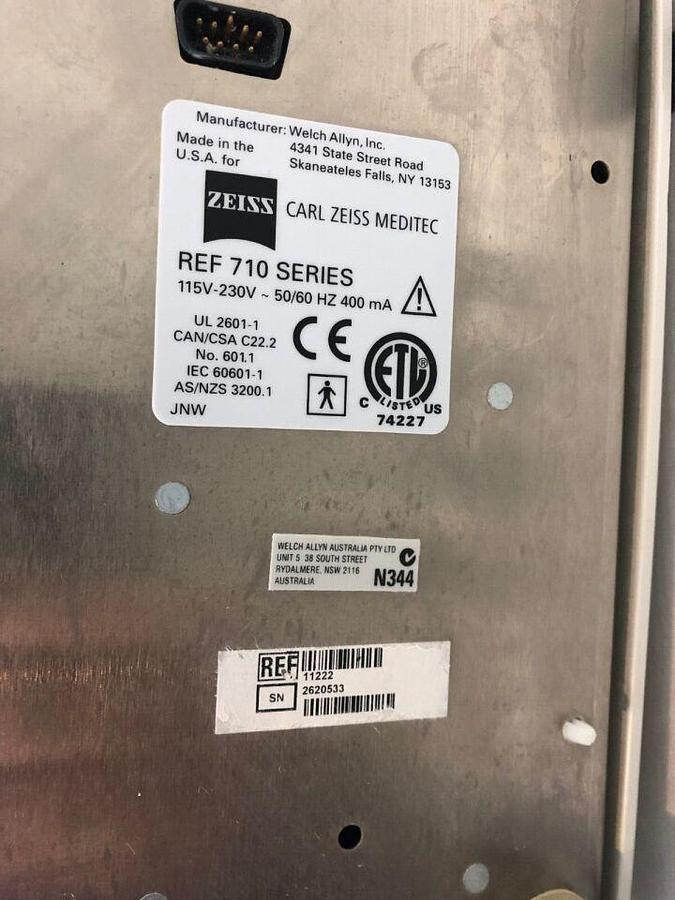 Manufacturer: Welch Allyn, Inc.
4341 State Street Road
Skaneateles Falls, NY 13153
Made in the
U.S.A. for
ZEISS
CARL ZEISS MEDITEC
REF 710 SERIES
115V-230V ~ 50/60 HZ 400 mA
UL 2601-1
CAN/CSA C22.2
No. 601.1
IEC 60601-1
AS/NZS 3200.1
JNW
CE
ETL®
C LISTED US
74227
WELCH ALLYN AUSTRALIA PTY LTD
UNIT 5 38 SOUTH STREET
RYDALMERE, NSW 2116
AUSTRALIA
N344
REF
11222
SN
2620533